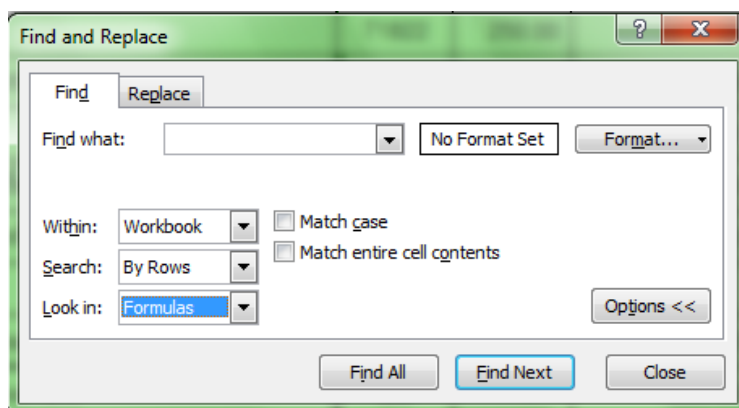 Find and Replace
Find Replace
Find what: No Format Set Format...
Within: Workbook Match case
Match entire cell contents
Search: By Rows
Look in: Formulas Options <<
Find All Find Next Close